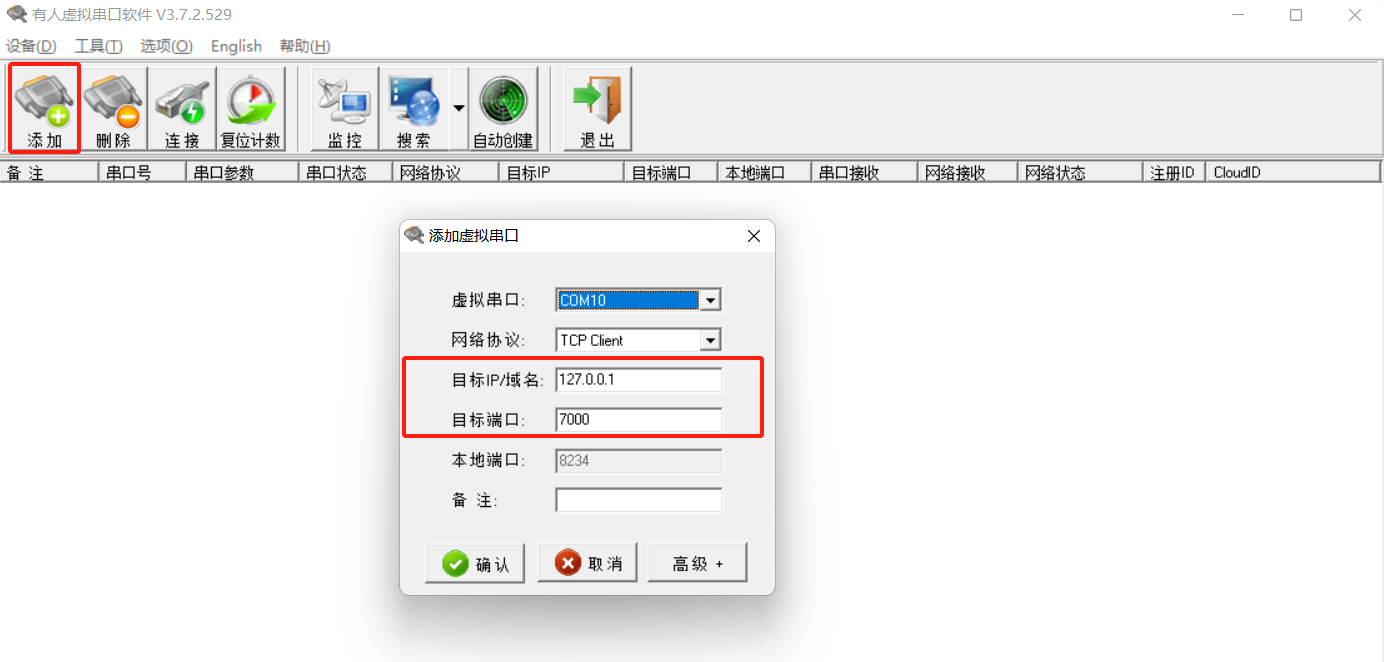 有人虚拟串口软件 V3.7.2.529
设备(D) 工具(T) 选项(O) English 帮助(H)
添加 删除 连接 复位计数 监控 搜索 自动创建 退出
备 注 串口号 串口参数 串口状态 网络协议 目标IP 目标端口 本地端口 串口接收 网络接收 网络状态 注册ID CloudID
添加虚拟串口
虚拟串口: COM10
网络协议: TCP Client
目标IP/域名: 127.0.0.1
目标端口: 7000
本地端口: 8234
备 注:
确认 取消 高级 +